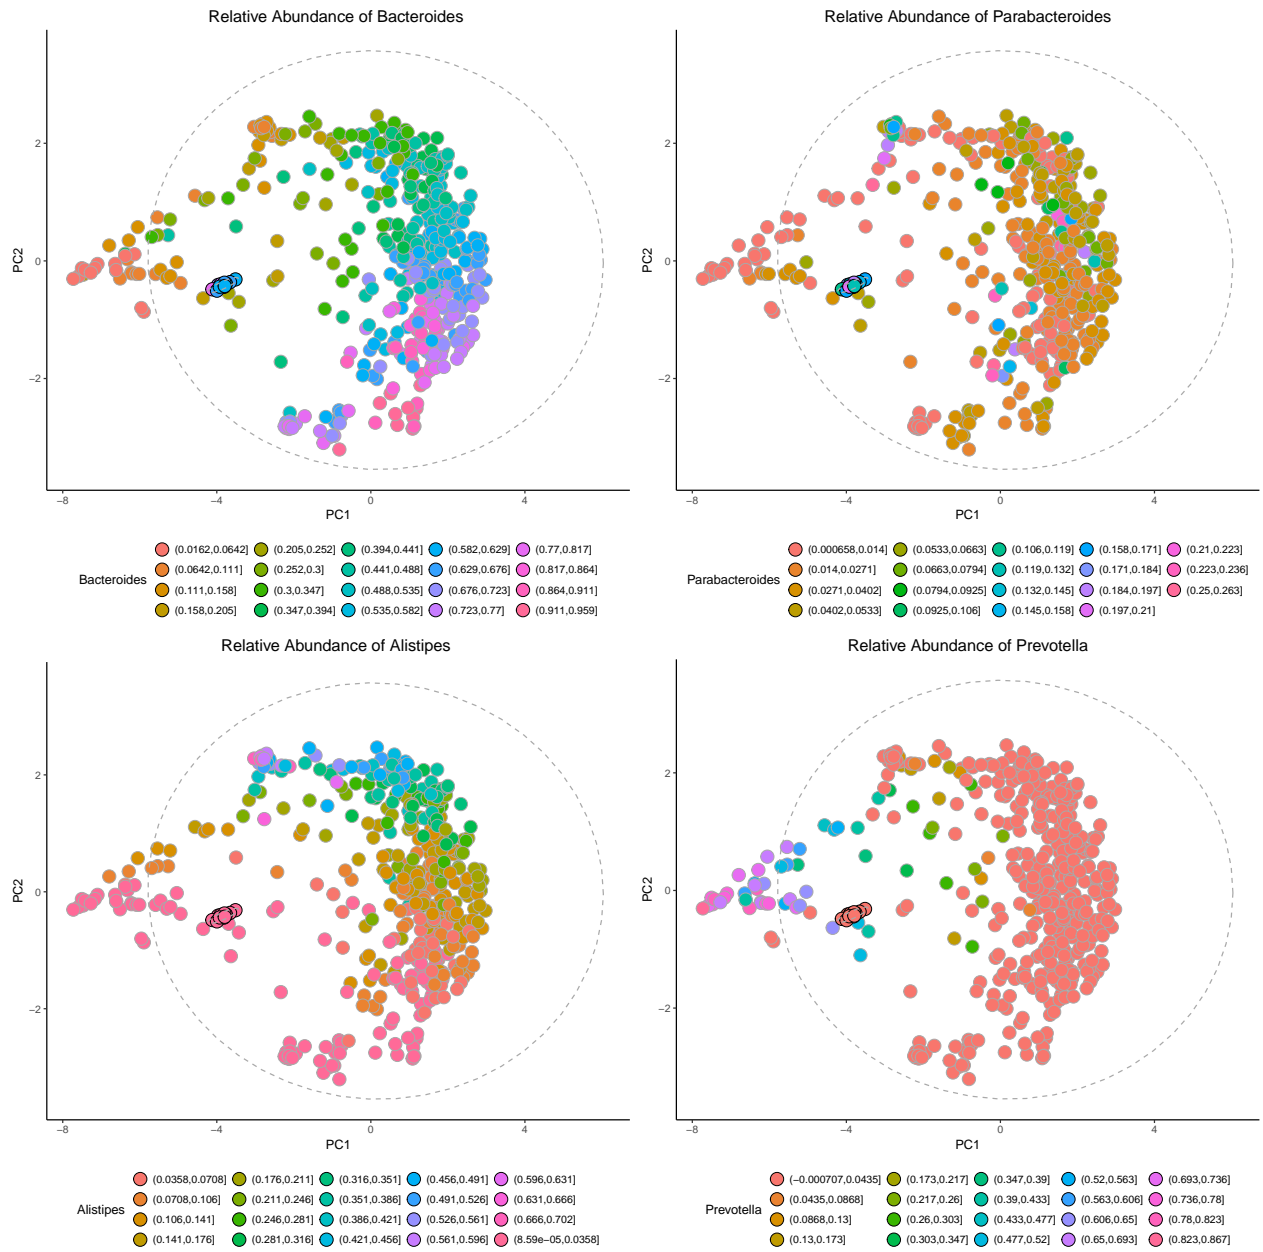 Relative Abundance of Bacteroides
Relative Abundance of Parabacteroides
2
0
−2
PC2
−8
−4
0
4
PC1
2
0
−2
PC2
−8
−4
0
4
PC1
Bacteroides
(0.0162,0.0642] (0.205,0.252] (0.394,0.441] (0.582,0.629] (0.77,0.817]
(0.0642,0.111] (0.252,0.3] (0.441,0.488] (0.629,0.676] (0.817,0.864]
(0.111,0.158] (0.3,0.347] (0.488,0.535] (0.676,0.723] (0.864,0.911]
(0.158,0.205] (0.347,0.394] (0.535,0.582] (0.723,0.77] (0.911,0.959]
Parabacteroides
(0.000658,0.014] (0.0533,0.0663] (0.106,0.119] (0.158,0.171] (0.21,0.223]
(0.014,0.0271] (0.0663,0.0794] (0.119,0.132] (0.171,0.184] (0.223,0.236]
(0.0271,0.0402] (0.0794,0.0925] (0.132,0.145] (0.184,0.197] (0.25,0.263]
(0.0402,0.0533] (0.0925,0.106] (0.145,0.158] (0.197,0.21]
Relative Abundance of Alistipes
Relative Abundance of Prevotella
2
0
−2
PC2
−8
−4
0
4
PC1
2
0
−2
PC2
−8
−4
0
4
PC1
Alistipes
(0.0358,0.0708] (0.176,0.211] (0.316,0.351] (0.456,0.491] (0.596,0.631]
(0.0708,0.106] (0.211,0.246] (0.351,0.386] (0.491,0.526] (0.631,0.666]
(0.106,0.141] (0.246,0.281] (0.386,0.421] (0.526,0.561] (0.666,0.702]
(0.141,0.176] (0.281,0.316] (0.421,0.456] (0.561,0.596] (8.59e−05,0.0358]
Prevotella
(−0.000707,0.0435] (0.173,0.217] (0.347,0.39] (0.52,0.563] (0.693,0.736]
(0.0435,0.0868] (0.217,0.26] (0.39,0.433] (0.563,0.606] (0.736,0.78]
(0.0868,0.13] (0.26,0.303] (0.433,0.477] (0.606,0.65] (0.78,0.823]
(0.13,0.173] (0.303,0.347] (0.477,0.52] (0.65,0.693] (0.823,0.867]